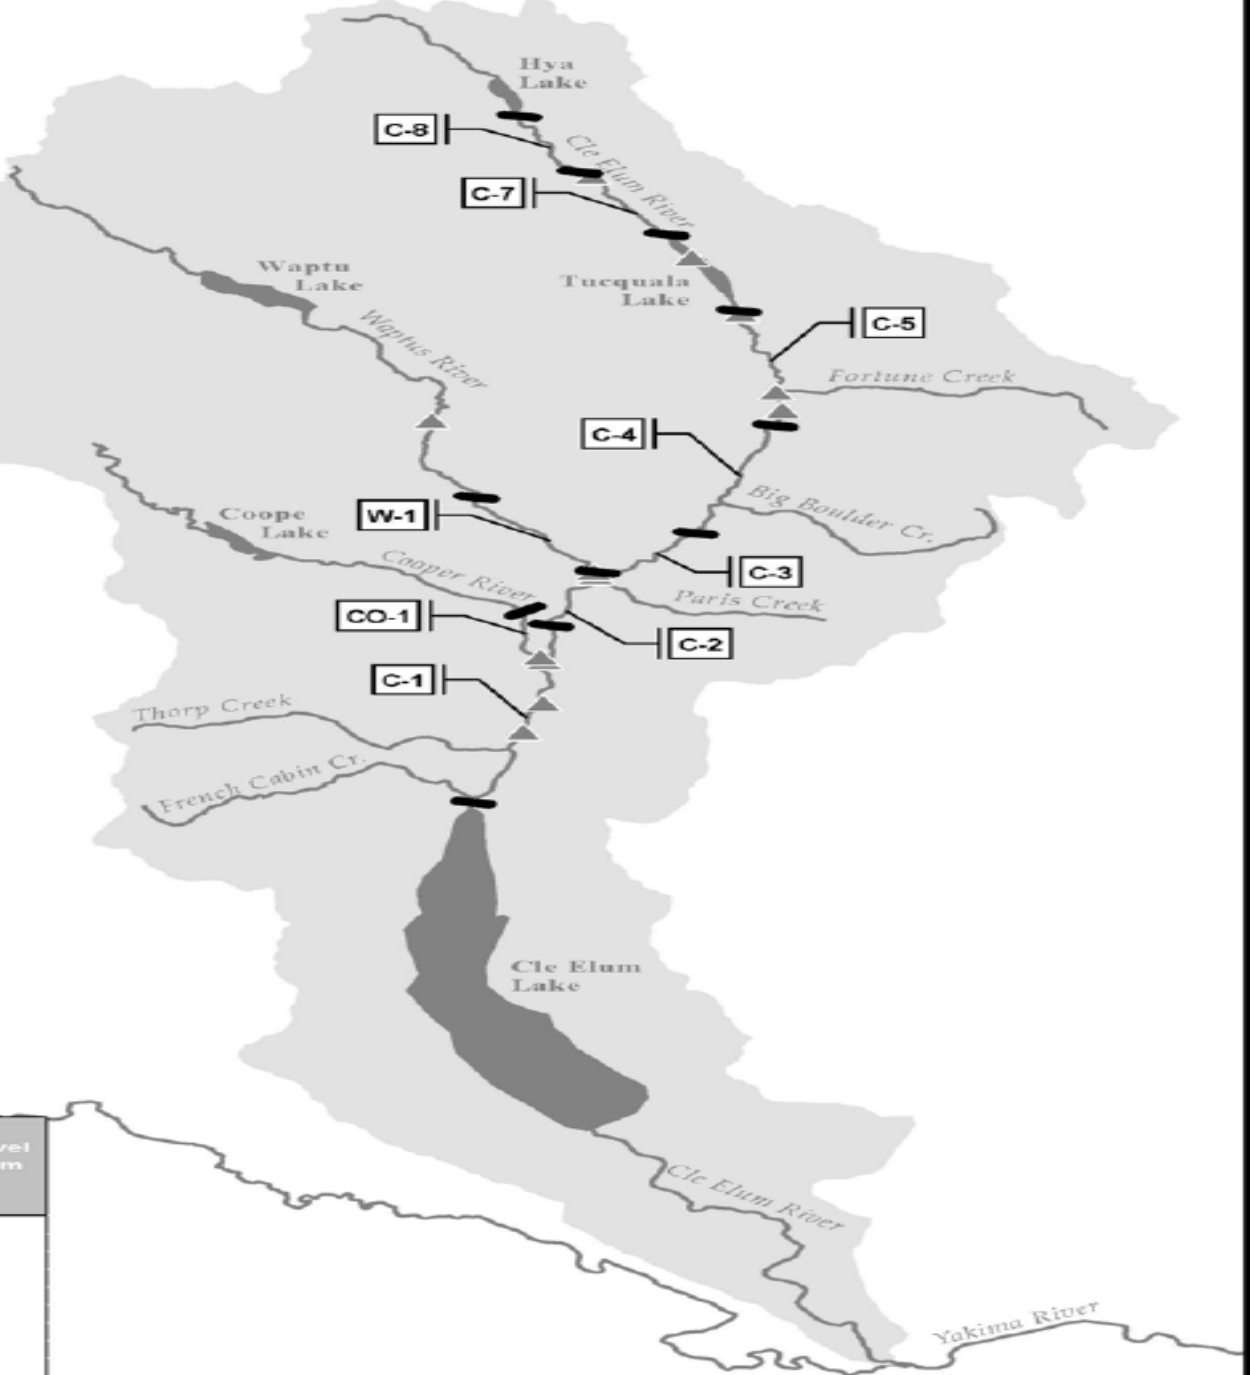 Hya
Lake
C-8
Cle Elum River
C-7
Waptu
Lake
Tucquala
Lake
Waptus River
C-5
Fortune Creek
C-4
Big Boulder Cr.
Coope
Lake
W-1
Cooper River
C-3
Paris Creek
CO-1
C-2
C-1
Thorp Creek
French Cabin Cr.
Cle Elum
Lake
vel
m
Cle Elum River
Yakima River